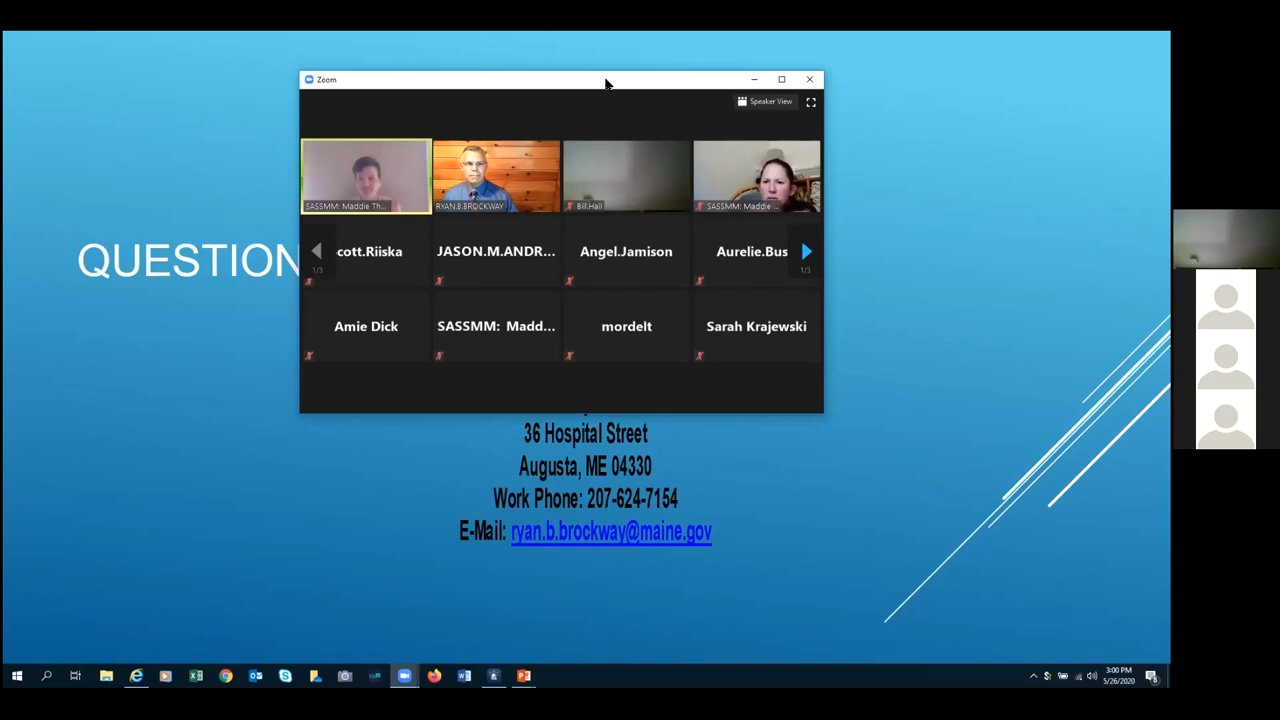 Zoom
Speaker View
SASSMM: Maddie Th...
RYAN.B.BROCKWAY
Bill.Hall
SASSMM: Maddie ...
QUESTION
cott.Riiska
JASON.M.ANDR...
Angel.Jamison
Aurelie.Bus
1/3
1/3
Amie Dick
SASSMM: Madd...
mordelt
Sarah Krajewski
36 Hospital Street
Augusta, ME 04330
Work Phone: 207-624-7154
E-Mail: ryan.b.brockway@maine.gov
3:00 PM
5/26/2020